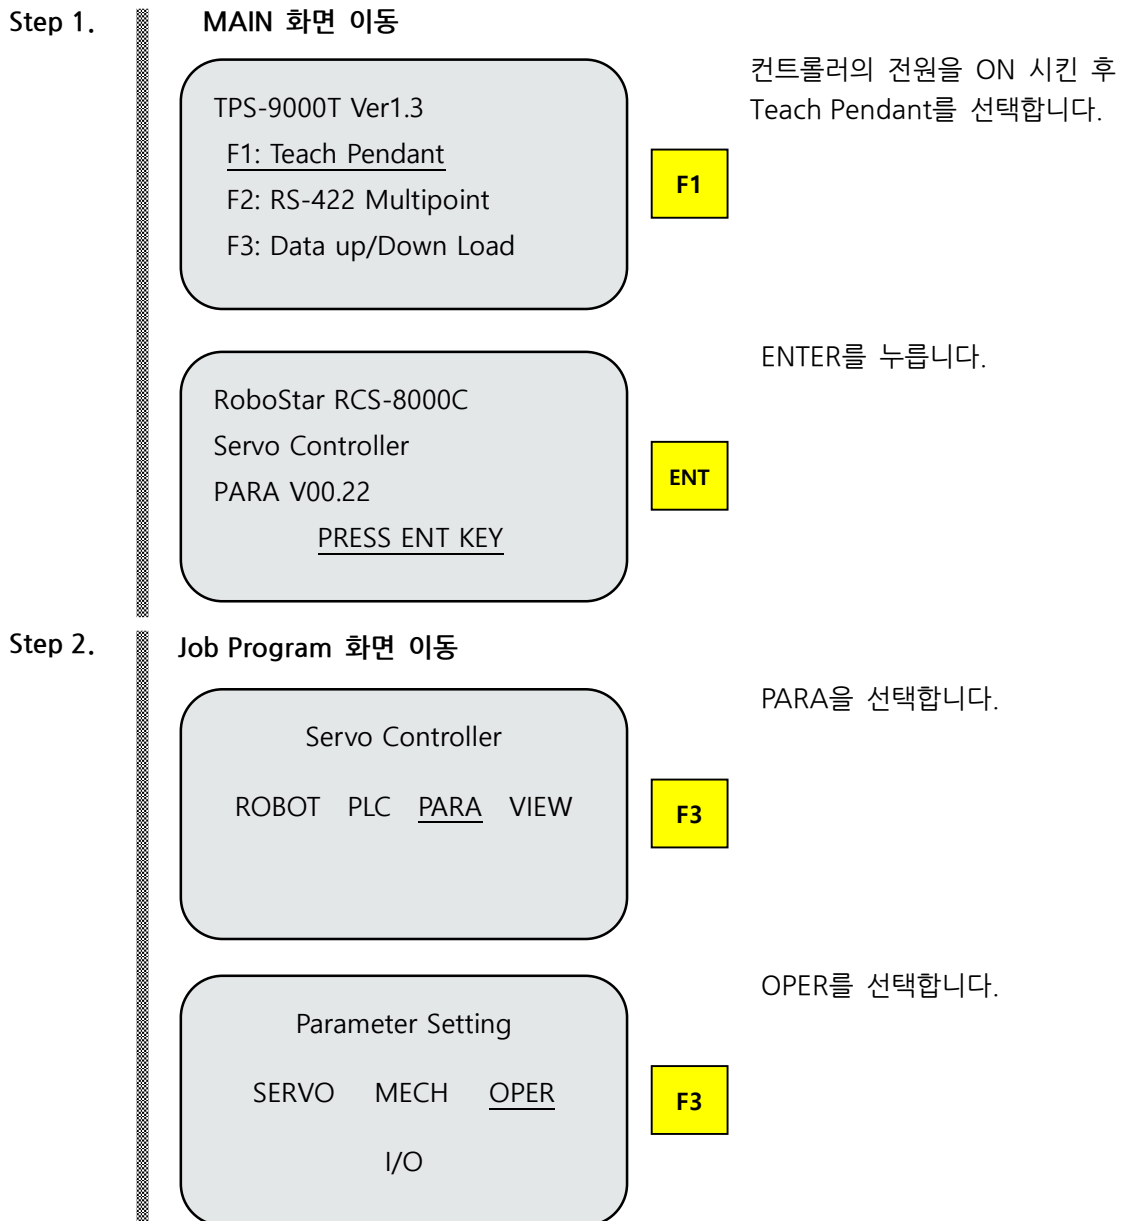 Step 1.
MAIN 화면 이동
TPS-9000T Ver1.3
F1: Teach Pendant
F2: RS-422 Multipoint
F3: Data up/Down Load
F1
컨트롤러의 전원을 ON 시킨 후
Teach Pendant를 선택합니다.
RoboStar RCS-8000C
Servo Controller
PARA V00.22
PRESS ENT KEY
ENT
ENTER를 누릅니다.
Step 2.
Job Program 화면 이동
Servo Controller
ROBOT PLC PARA VIEW
F3
PARA을 선택합니다.
Parameter Setting
SERVO MECH OPER
I/O
F3
OPER를 선택합니다.